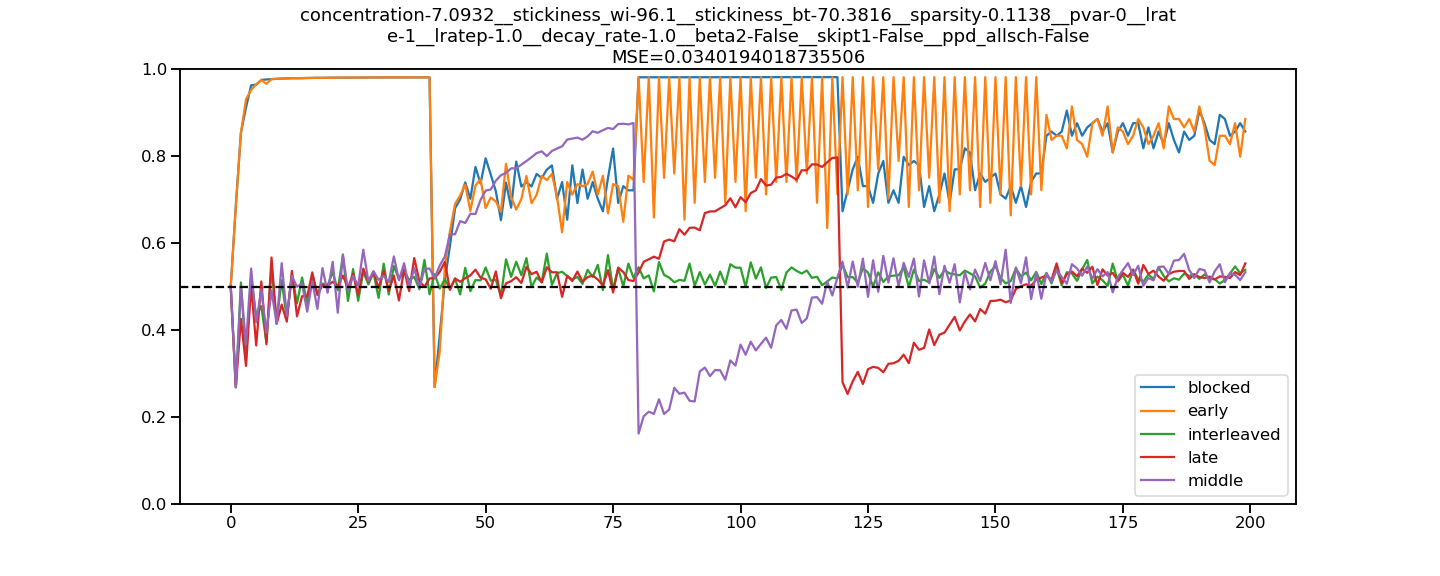 concentration-7.0932__stickiness_wi-96.1__stickiness_bt-70.3816__sparsity-0.1138__pvar-0__lrat
e-1__lratep-1.0__decay_rate-1.0__beta2-False__skipt1-False__ppd_allsch-False
MSE=0.0340194018735506
1.0
0.8
0.6
0.4
0.2
0.0
0 25 50 75 100 125 150 175 200
blocked
early
interleaved
late
middle